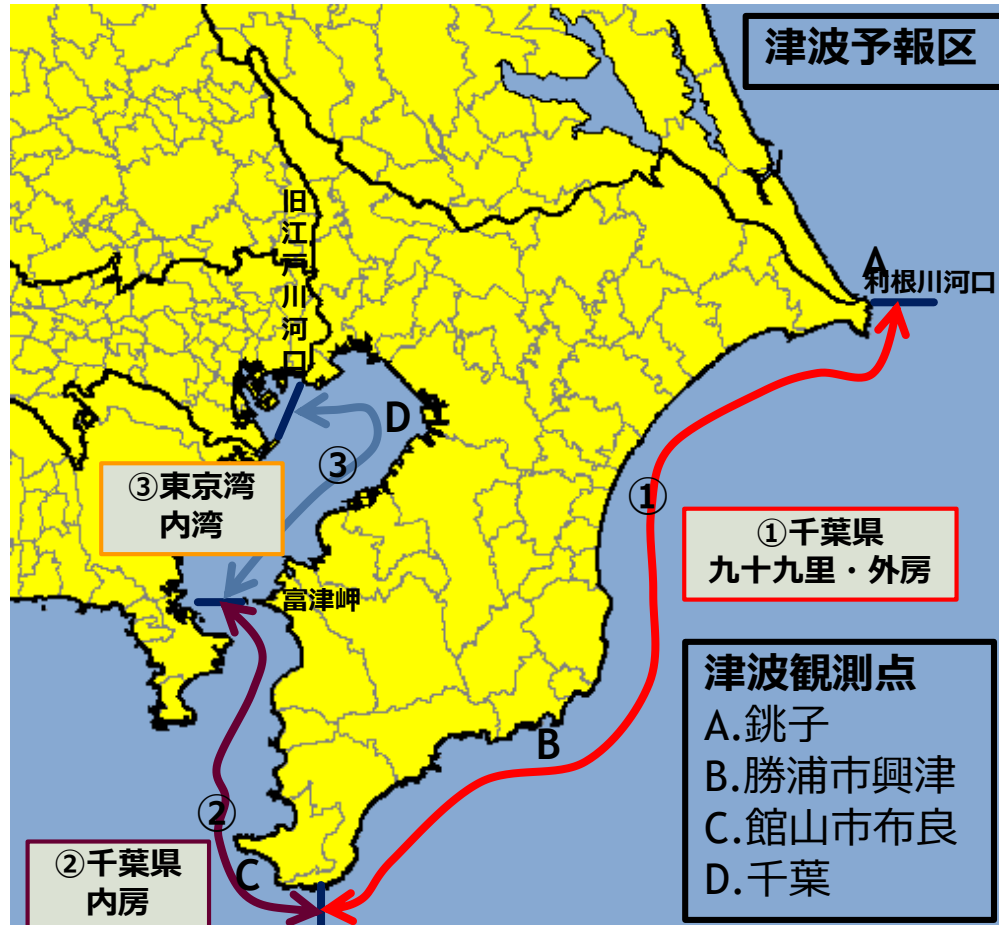 津波予報区
旧江戸川河口
A
利根川河口
D
③
①
③東京湾
内湾
①千葉県
九十九里・外房
富津岬
津波観測点
A.銚子
B.勝浦市興津
C.館山市布良
D.千葉
B
②
C
②千葉県
内房